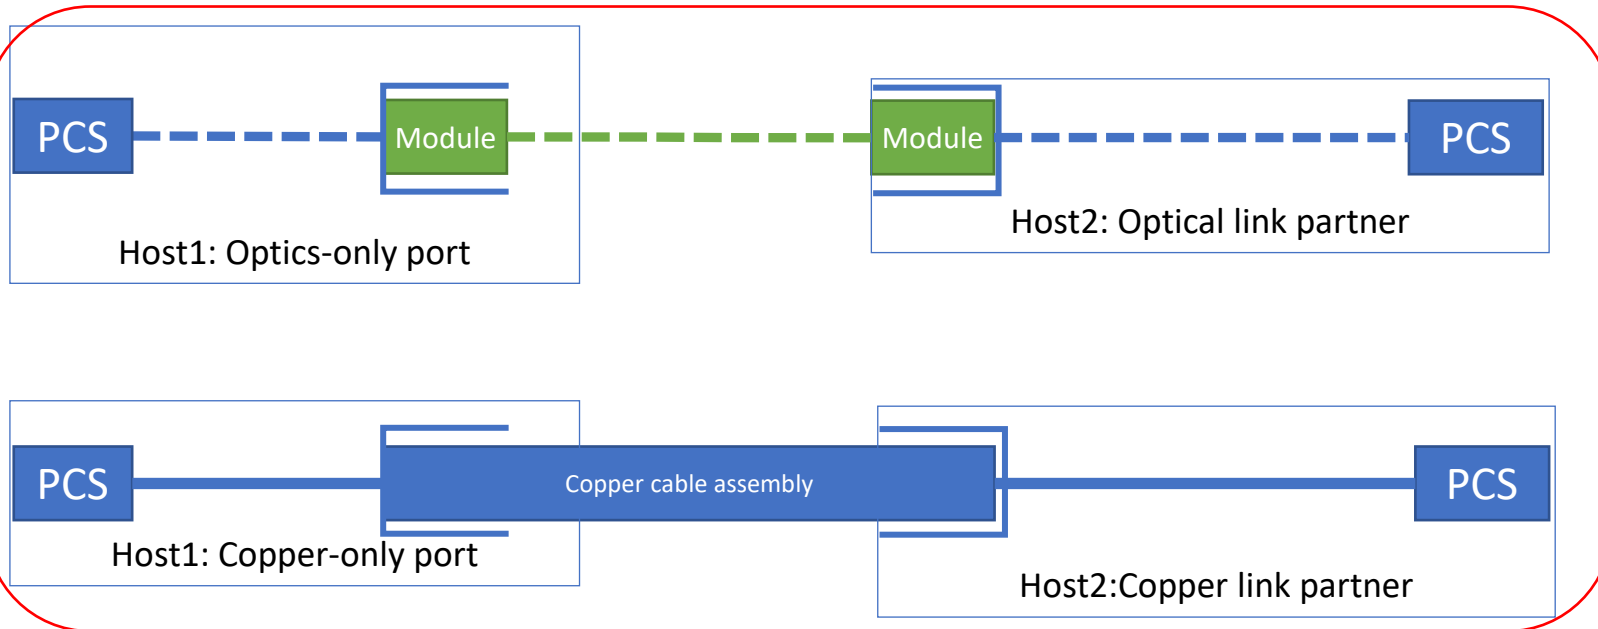 PCS
Module
Module
PCS
Host1: Optics-only port
Host2: Optical link partner
PCS
Copper cable assembly
PCS
Host1: Copper-only port
Host2:Copper link partner